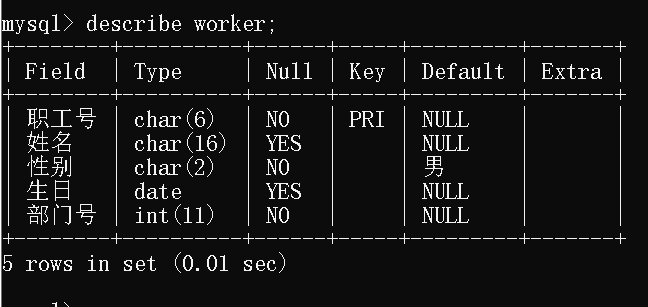 mysql> describe worker;
+--------+----------+------+-----+---------+-------+
| Field | Type | Null | Key | Default | Extra |
+--------+----------+------+-----+---------+-------+
| 职工号 | char(6) | NO | PRI | NULL | |
| 姓名 | char(16) | YES | | NULL | |
| 性别 | char(2) | NO | | 男 | |
| 生日 | date | YES | | NULL | |
| 部门号 | int(11) | NO | | NULL | |
+--------+----------+------+-----+---------+-------+
5 rows in set (0.01 sec)